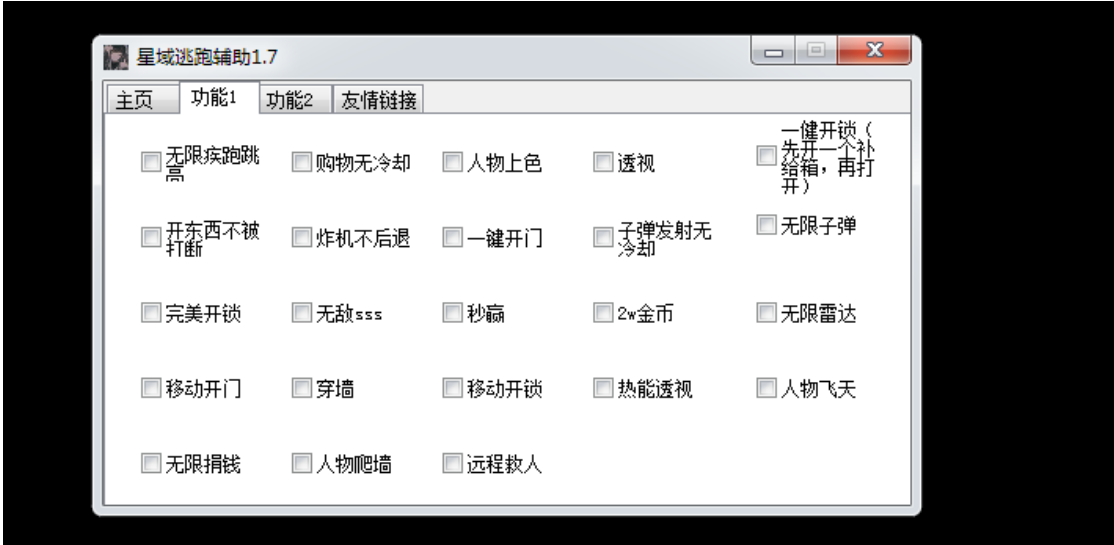 星域逃跑辅助1.7
主页 功能1 功能2 友情链接
无限疾跑跳
高
购物无冷却
人物上色
透视
一健开锁（
先开一个补
给箱，再打
开）
开东西不被
打断
炸机不后退
一键开门
子弹发射无
冷却
无限子弹
完美开锁
无敌sss
秒赢
2w金币
无限雷达
移动开门
穿墙
移动开锁
热能透视
人物飞天
无限捐钱
人物爬墙
远程救人